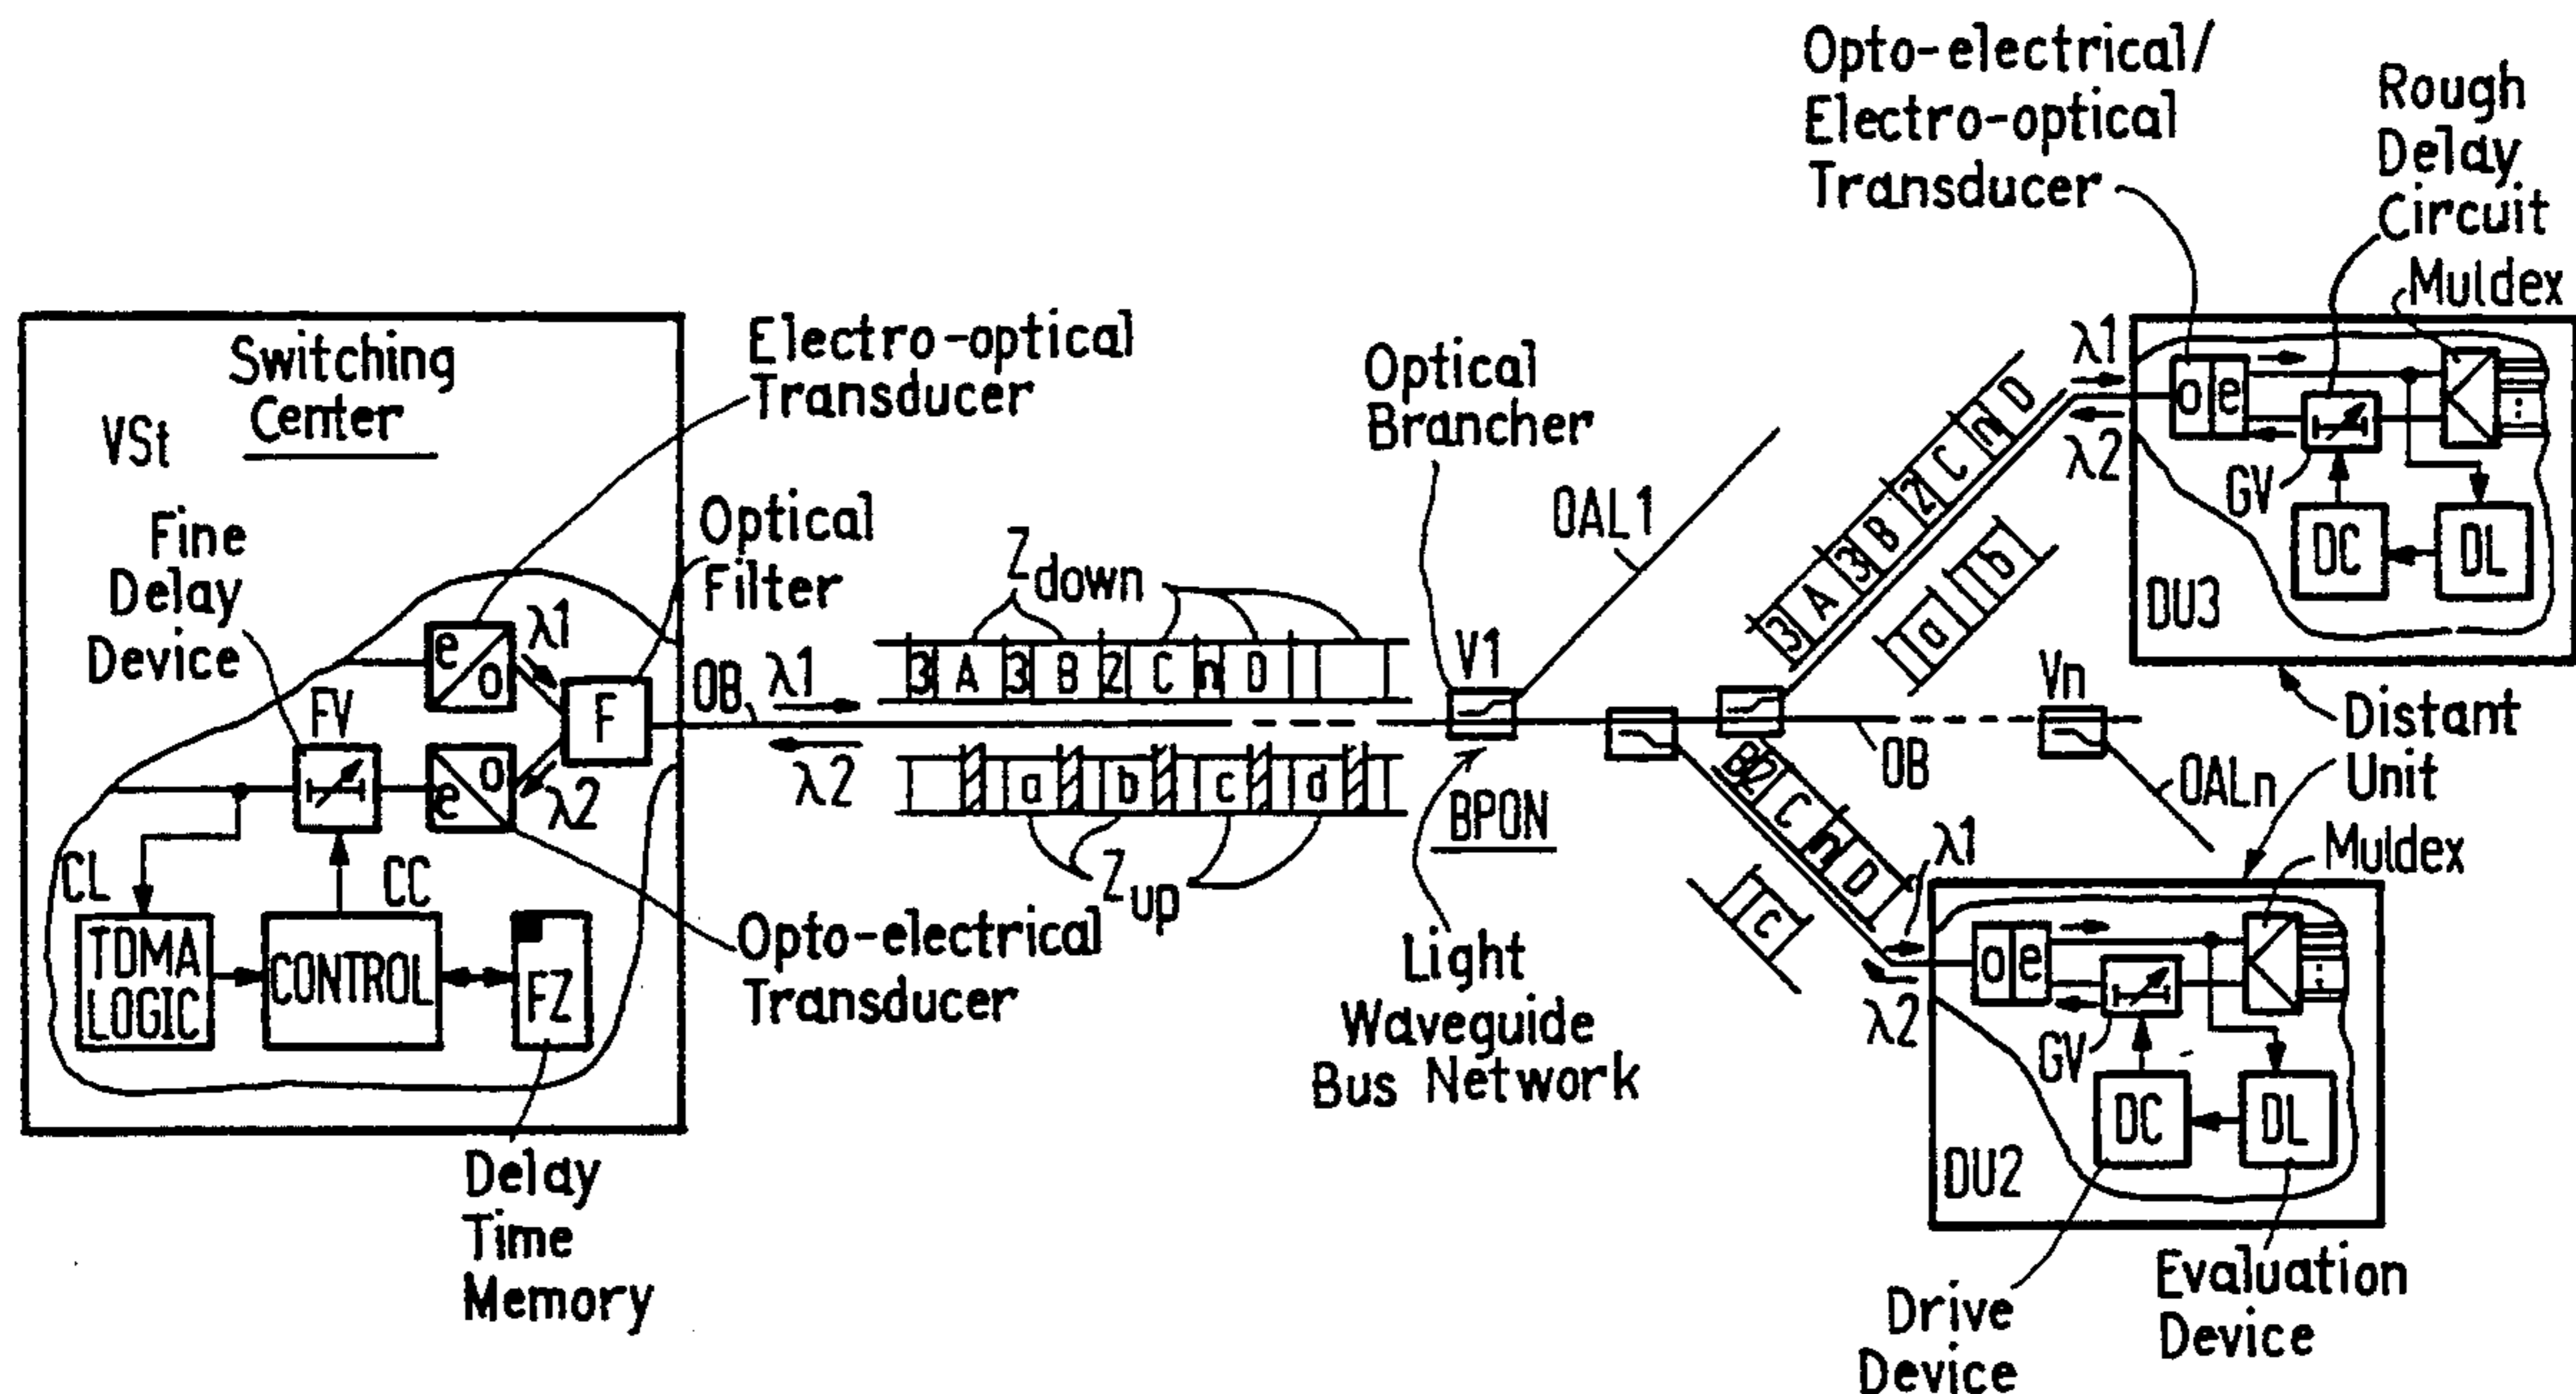 Opto-electrical/
Electro-optical
Transducer
Rough
Delay
Circuit
Muldex
Switching
Center
VSt
Electro-optical
Transducer
Optical
Brancher
Optical
Filter
Fine
Delay
Device
FV
e
o
λ1
F
o
e
λ2
CL
CC
TDMA
LOGIC
CONTROL
FZ
Opto-electrical
Transducer
Delay
Time
Memory
OB
λ1
λ2
Zdown
3 A 3 B 2 C n D
a b c d
Zup
V1
BPON
Light
Waveguide
Bus Network
OAL1
3 A 3 B 2 C n D
a b
λ1
λ2
o e
GV
DC
DL
DU3
Distant
Unit
Vn
OB
OALn
B 2 C n D
c
λ1
λ2
Muldex
o e
GV
DC
DL
DU2
Drive
Device
Evaluation
Device